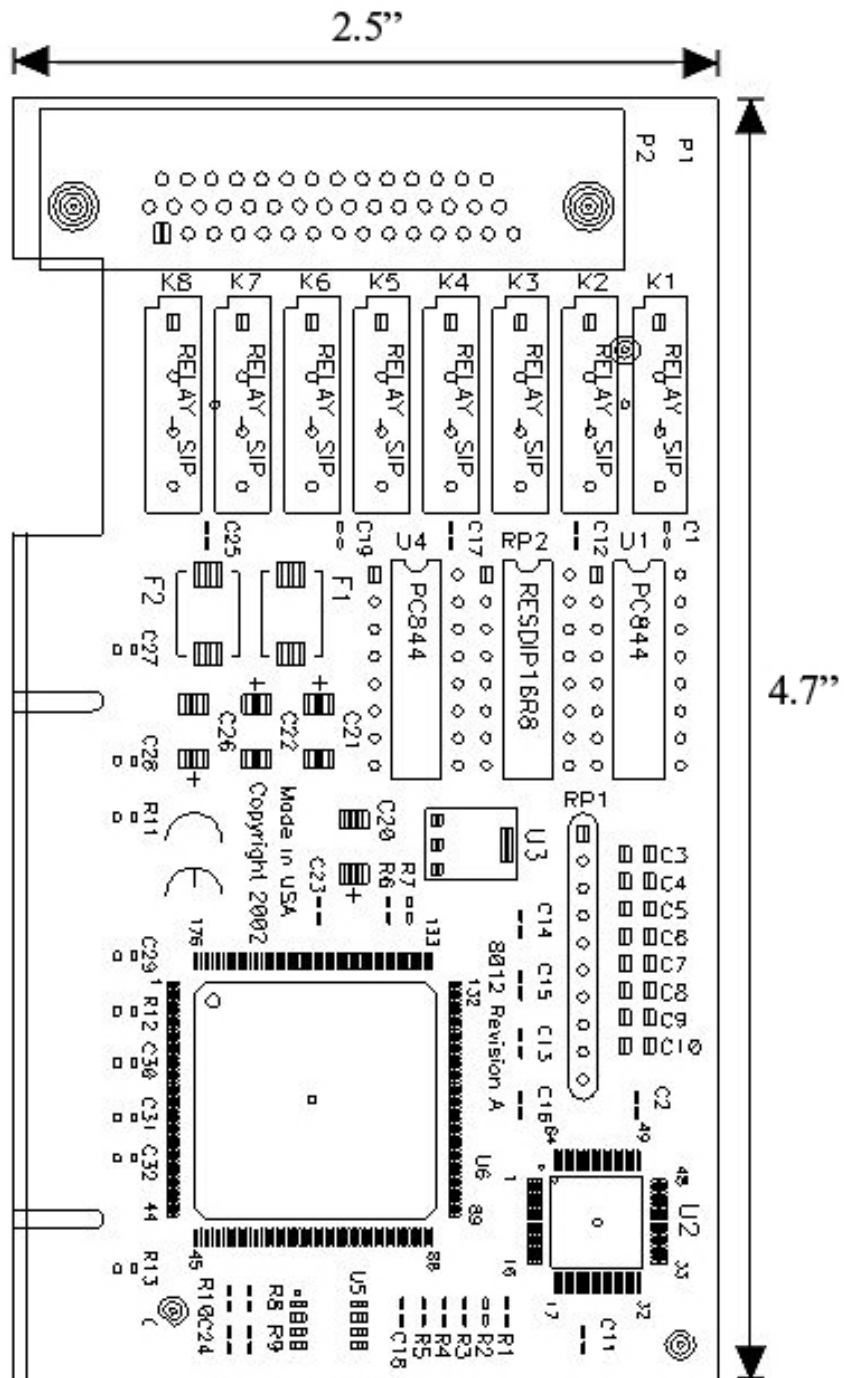 2.5”
P2 P1
K8 K7 K6 K5 K4 K3 K2 K1
RELAY SIP RELAY SIP RELAY SIP RELAY SIP RELAY SIP RELAY SIP RELAY SIP RELAY SIP
C25 C19 U4 C17 RP2 C12 U1 C1
F2 F1 PC844 RESDIP16R8 PC844
C27
4.7”
C26 C22 C21
C28
RP1
R11
Copyright 2002
Made in USA
C20
U3
C23 R6 R7
C3
C4
C5
C6
C7
C8
C9
C10
176 133
C14
C15
C13
C16
8012 Revision A
C29 1 132
R12
C30
C31
C32
C2
64 49
44 U6 89
1 48
U2
16 33
45 88
17 32
R13
R10 C24 R8 R9 U5 C18 R5 R4 R3 R2 R1 C11
C